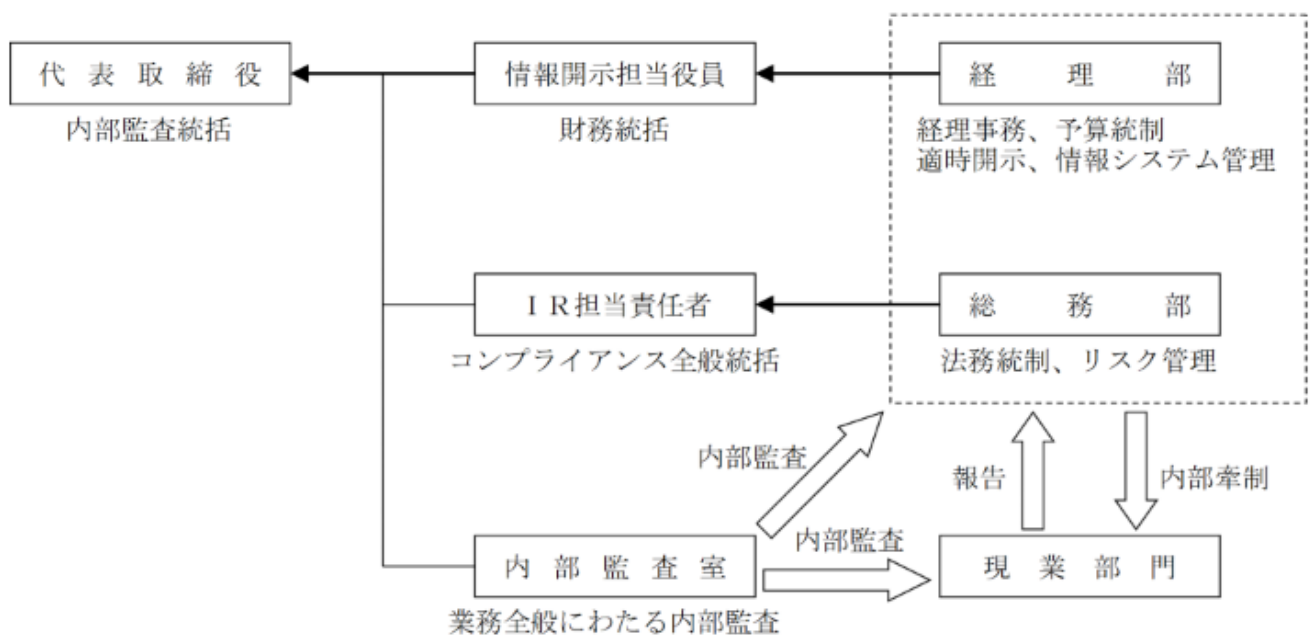 代表取締役
内部監査統括
情報開示担当役員
財務統括
経理部
経理事務、予算統制
適時開示、情報システム管理
ＩＲ担当責任者
コンプライアンス全般統括
総務部
法務統制、リスク管理
内部監査
報告
内部牽制
内部監査
内部監査室
業務全般にわたる内部監査
現業部門